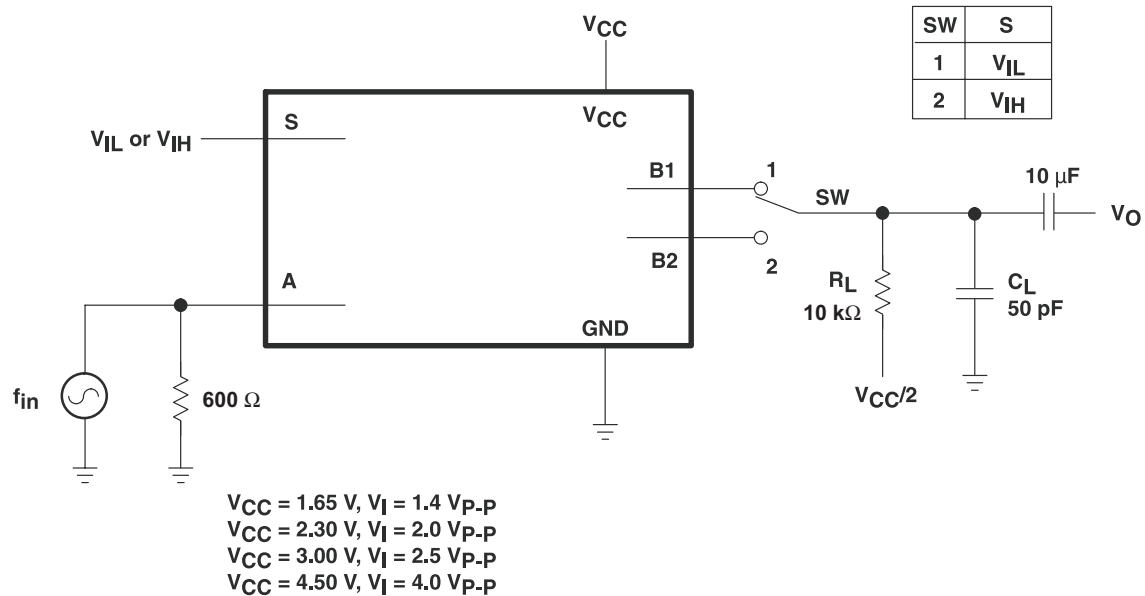 VCC
SW S
1 VIL
2 VIH
VCC
S
VIL or VIH
B1
1
SW
10 µF
VO
B2
2
A
RL
10 kΩ
CL
50 pF
GND
fin
600 Ω
VCC/2
VCC = 1.65 V, VI = 1.4 VP-P
VCC = 2.30 V, VI = 2.0 VP-P
VCC = 3.00 V, VI = 2.5 VP-P
VCC = 4.50 V, VI = 4.0 VP-P